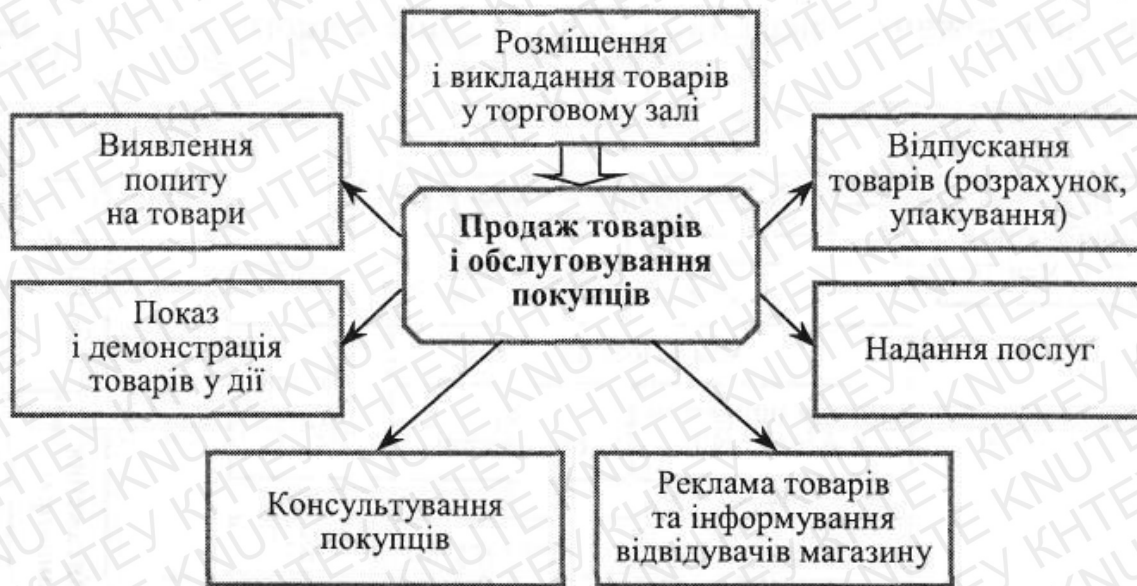 Розміщення
і викладання товарів
у торговому залі
Виявлення
попиту
на товари
Відпускання
товарів (розрахунок,
упакування)
Продаж товарів
і обслуговування
покупців
Показ
і демонстрація
товарів у дії
Надання послуг
Консультування
покупців
Реклама товарів
та інформування
відвідувачів магазину